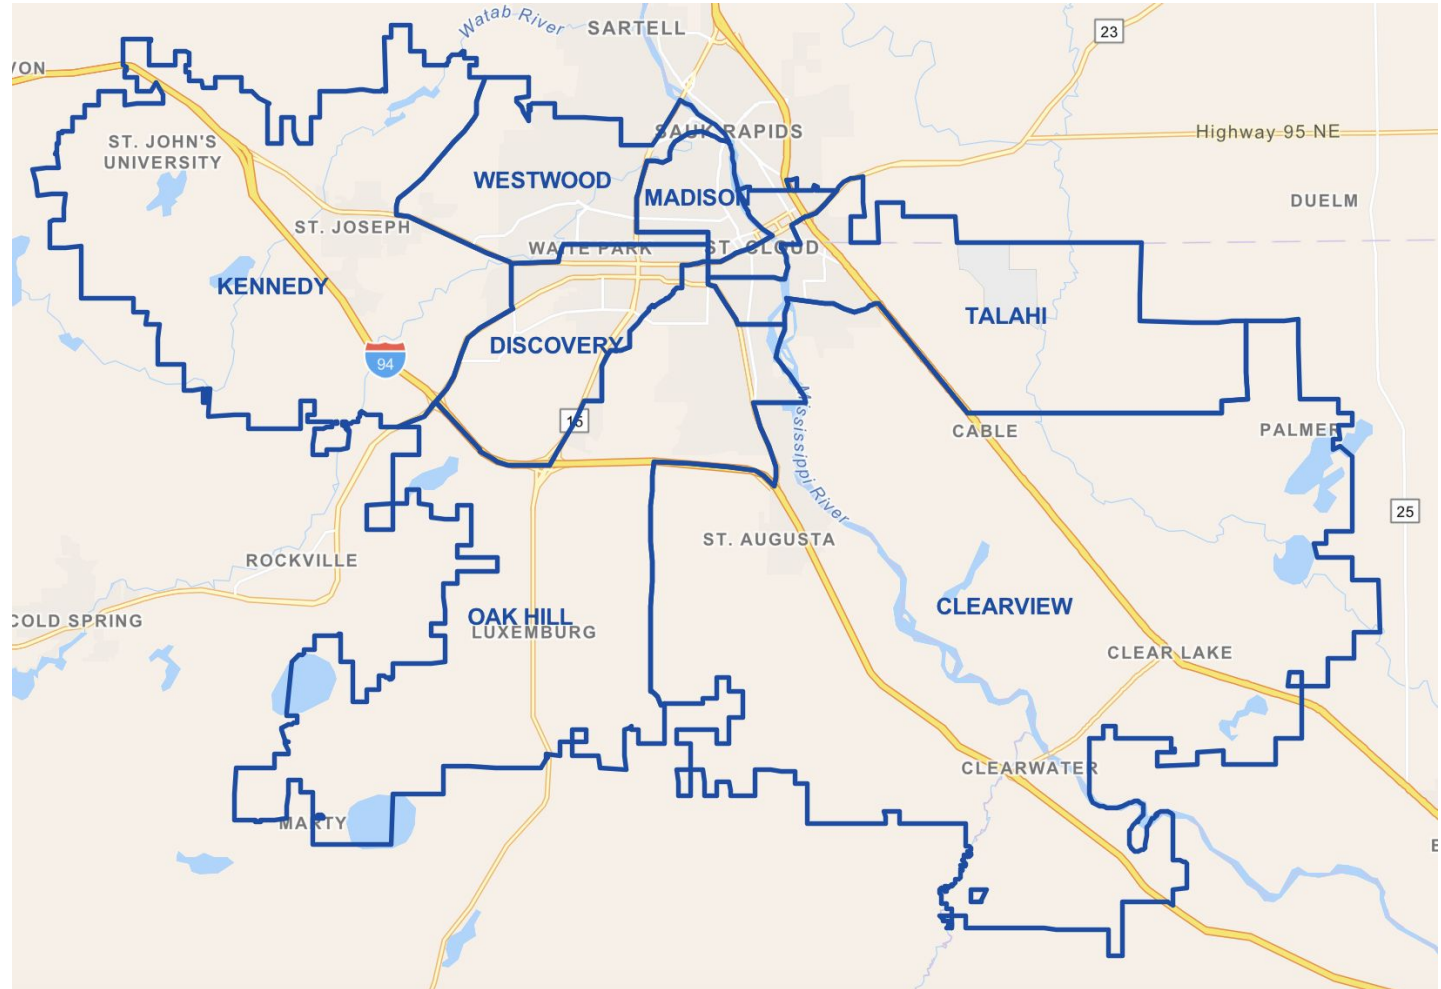 Watab River
SARTELL
23
VON
SAUK RAPIDS
Highway 95 NE
ST. JOHN'S
UNIVERSITY
WESTWOOD
MADISON
DUELM
ST. JOSEPH
WAITE PARK
ST. CLOUD
KENNEDY
TALAHI
DISCOVERY
94
15
Mississippi River
CABLE
PALMER
25
ST. AUGUSTA
ROCKVILLE
CLEARVIEW
OAK HILL
COLD SPRING
LUXEMBURG
CLEAR LAKE
CLEARWATER
MARTY